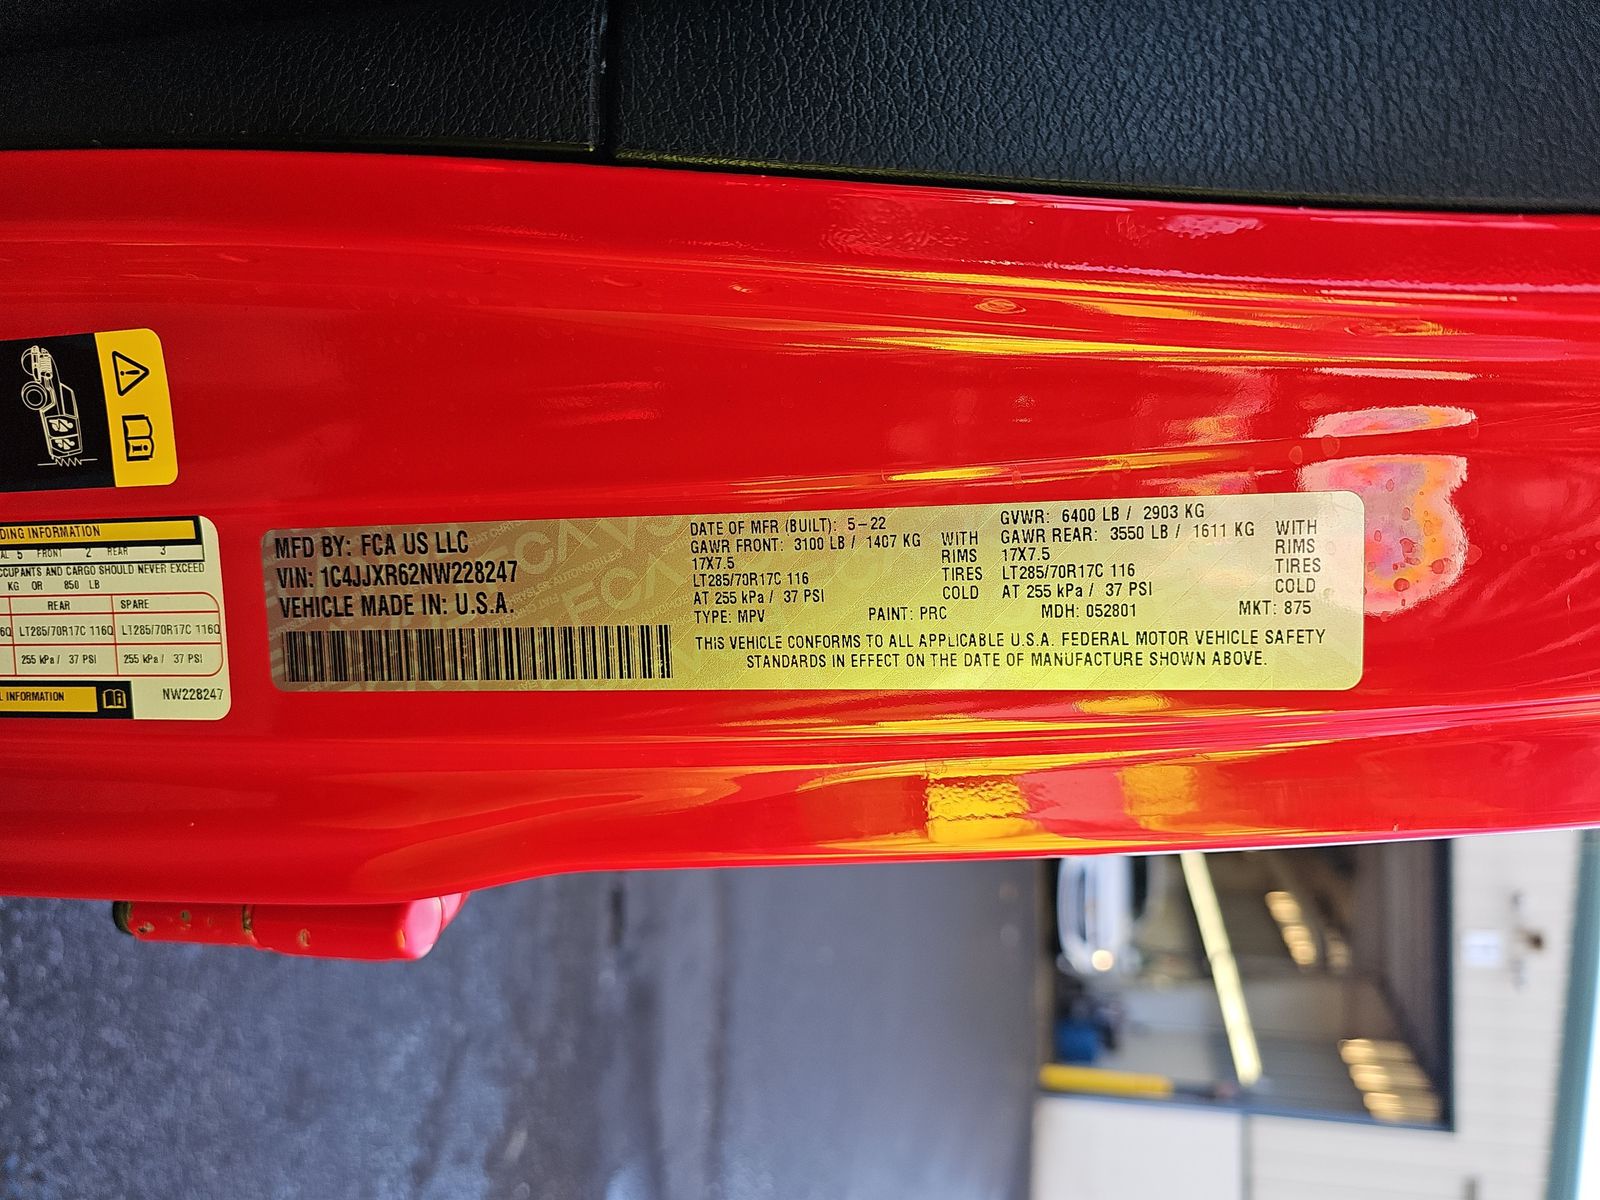 MFD BY: FCA US LLC
VIN: 1C4JJXR62NW228247
VEHICLE MADE IN: U.S.A.
DATE OF MFR (BUILT): 5-22
GAWR FRONT: 3100 LB / 1407 KG WITH
17X7.5 RIMS
LT285/70R17C 116 TIRES
AT 255 kPa / 37 PSI COLD
GVWR: 6400 LB / 2903 KG
GAWR REAR: 3550 LB / 1611 KG WITH
17X7.5 RIMS
LT285/70R17C 116 TIRES
AT 255 kPa / 37 PSI COLD
TYPE: MPV PAINT: PRC MDH: 052801 MKT: 875
THIS VEHICLE CONFORMS TO ALL APPLICABLE U.S.A. FEDERAL MOTOR VEHICLE SAFETY
STANDARDS IN EFFECT ON THE DATE OF MANUFACTURE SHOWN ABOVE.
INFORMATION
5 FRONT 2 REAR 3
AND CARGO SHOULD NEVER EXCEED
KG OR 850 LB
REAR SPARE
LT285/70R17C 116Q LT285/70R17C 116Q
255 kPa / 37 PSI 255 kPa / 37 PSI
INFORMATION
NW228247